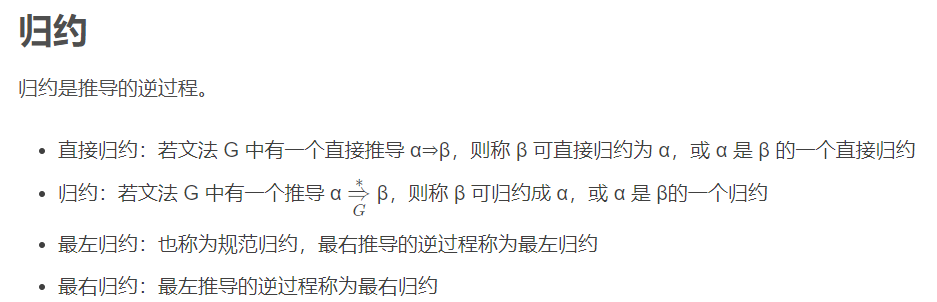 归约
归约是推导的逆过程。
• 直接归约：若文法 G 中有一个直接推导 α⇒β，则称 β 可直接归约为 α，或 α 是 β 的一个直接归约
• 归约：若文法 G 中有一个推导 α $\underset{G}{\overset{*}{\Rightarrow}}$ β，则称 β 可归约成 α，或 α 是 β的一个归约
• 最左归约：也称为规范归约，最右推导的逆过程称为最左归约
• 最右归约：最左推导的逆过程称为最右归约